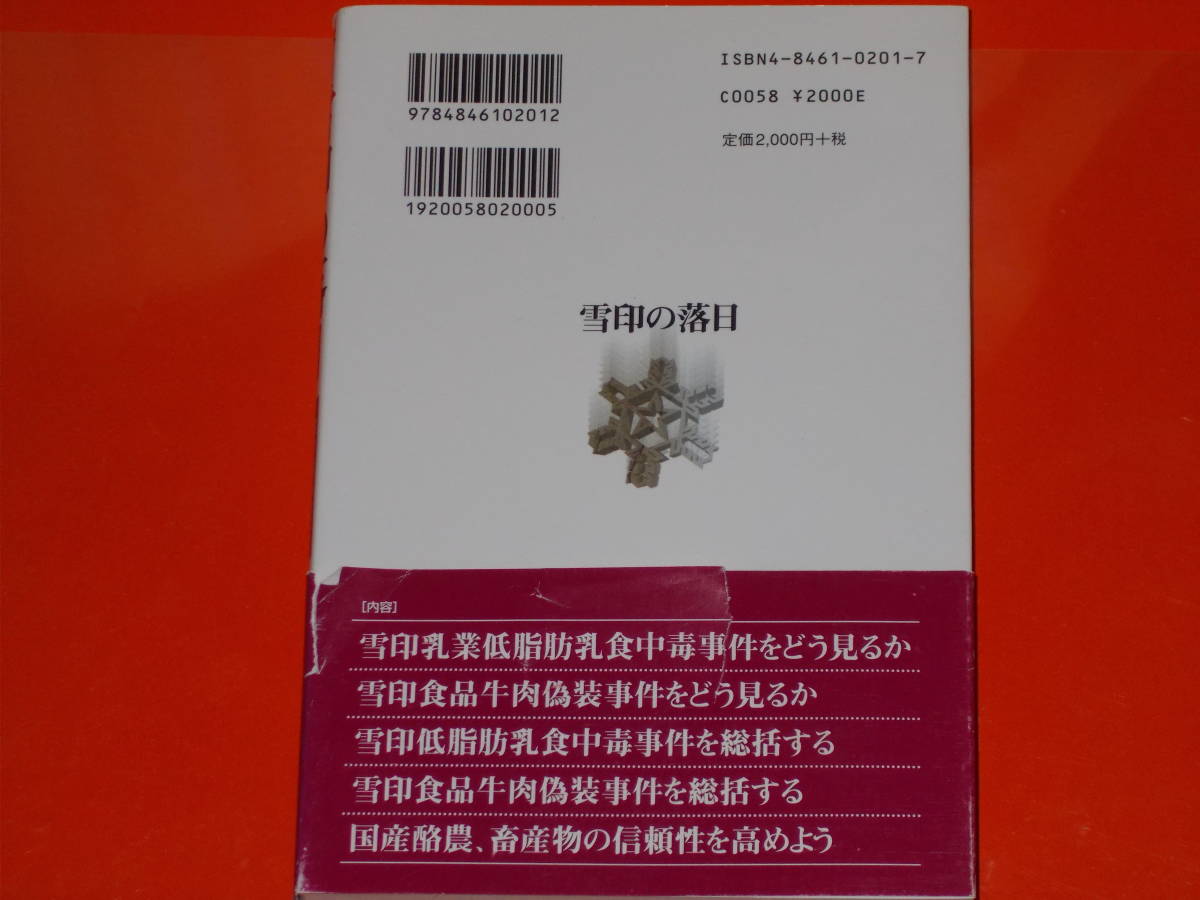 ISBN4-8461-0201-7
C0058 ¥2000E
定価2,000円+税
9784846102012
1920058020005
雪印の落日
[内容]
雪印乳業低脂肪乳食中毒事件をどう見るか
雪印食品牛肉偽装事件をどう見るか
雪印低脂肪乳食中毒事件を総括する
雪印食品牛肉偽装事件を総括する
国産酪農、畜産物の信頼性を高めよう